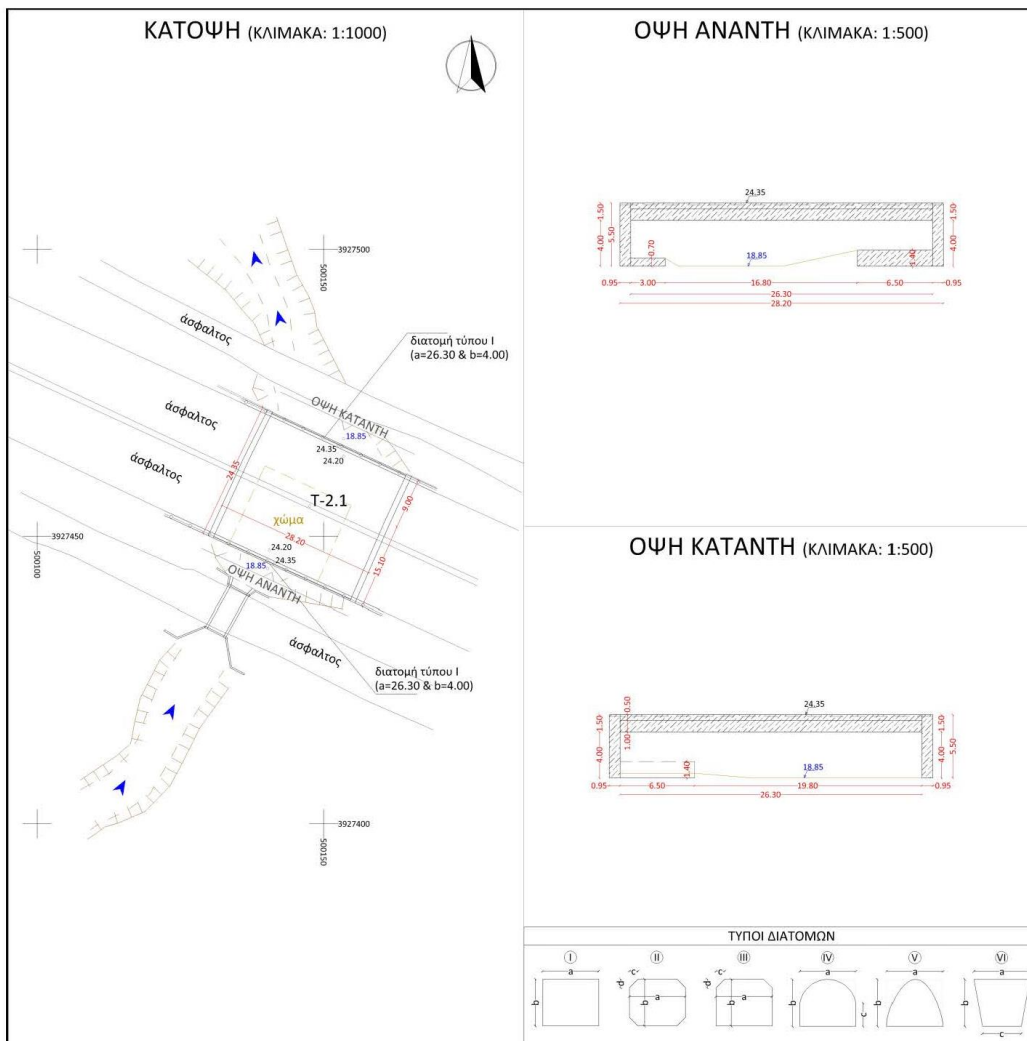 ΚΑΤΟΨΗ (ΚΛΙΜΑΚΑ: 1:1000)
3927500
500150
άσφαλτος
διατομή τύπου Ι
(a=26.30 & b=4.00)
ΟΨΗ ΚΑΤΑΝΤΗ
άσφαλτος
18.85
24.35
24.20
24.35
άσφαλτος
T-2.1
9.00
χώμα
28.20
3927450
500100
24.20
24.35
15.10
18.85
ΟΨΗ ΑΝΑΝΤΗ
άσφαλτος
διατομή τύπου Ι
(a=26.30 & b=4.00)
3927400
500150
ΟΨΗ ΑΝΑΝΤΗ (ΚΛΙΜΑΚΑ: 1:500)
24.35
1.50
5.50
4.00
0.70
18.85
1.40
1.50
4.00
0.95 3.00 16.80 6.50 0.95
26.30
28.20
ΟΨΗ ΚΑΤΑΝΤΗ (ΚΛΙΜΑΚΑ: 1:500)
24.35
1.50
0.50
1.00
4.00
1.40
18.85
1.50
4.00
5.50
0.95 6.50 19.80 0.95
26.30
ΤΥΠΟΙ ΔΙΑΤΟΜΩΝ
I II III IV V VI
a b
c d a b
c d a b
a b c
a b
a b c